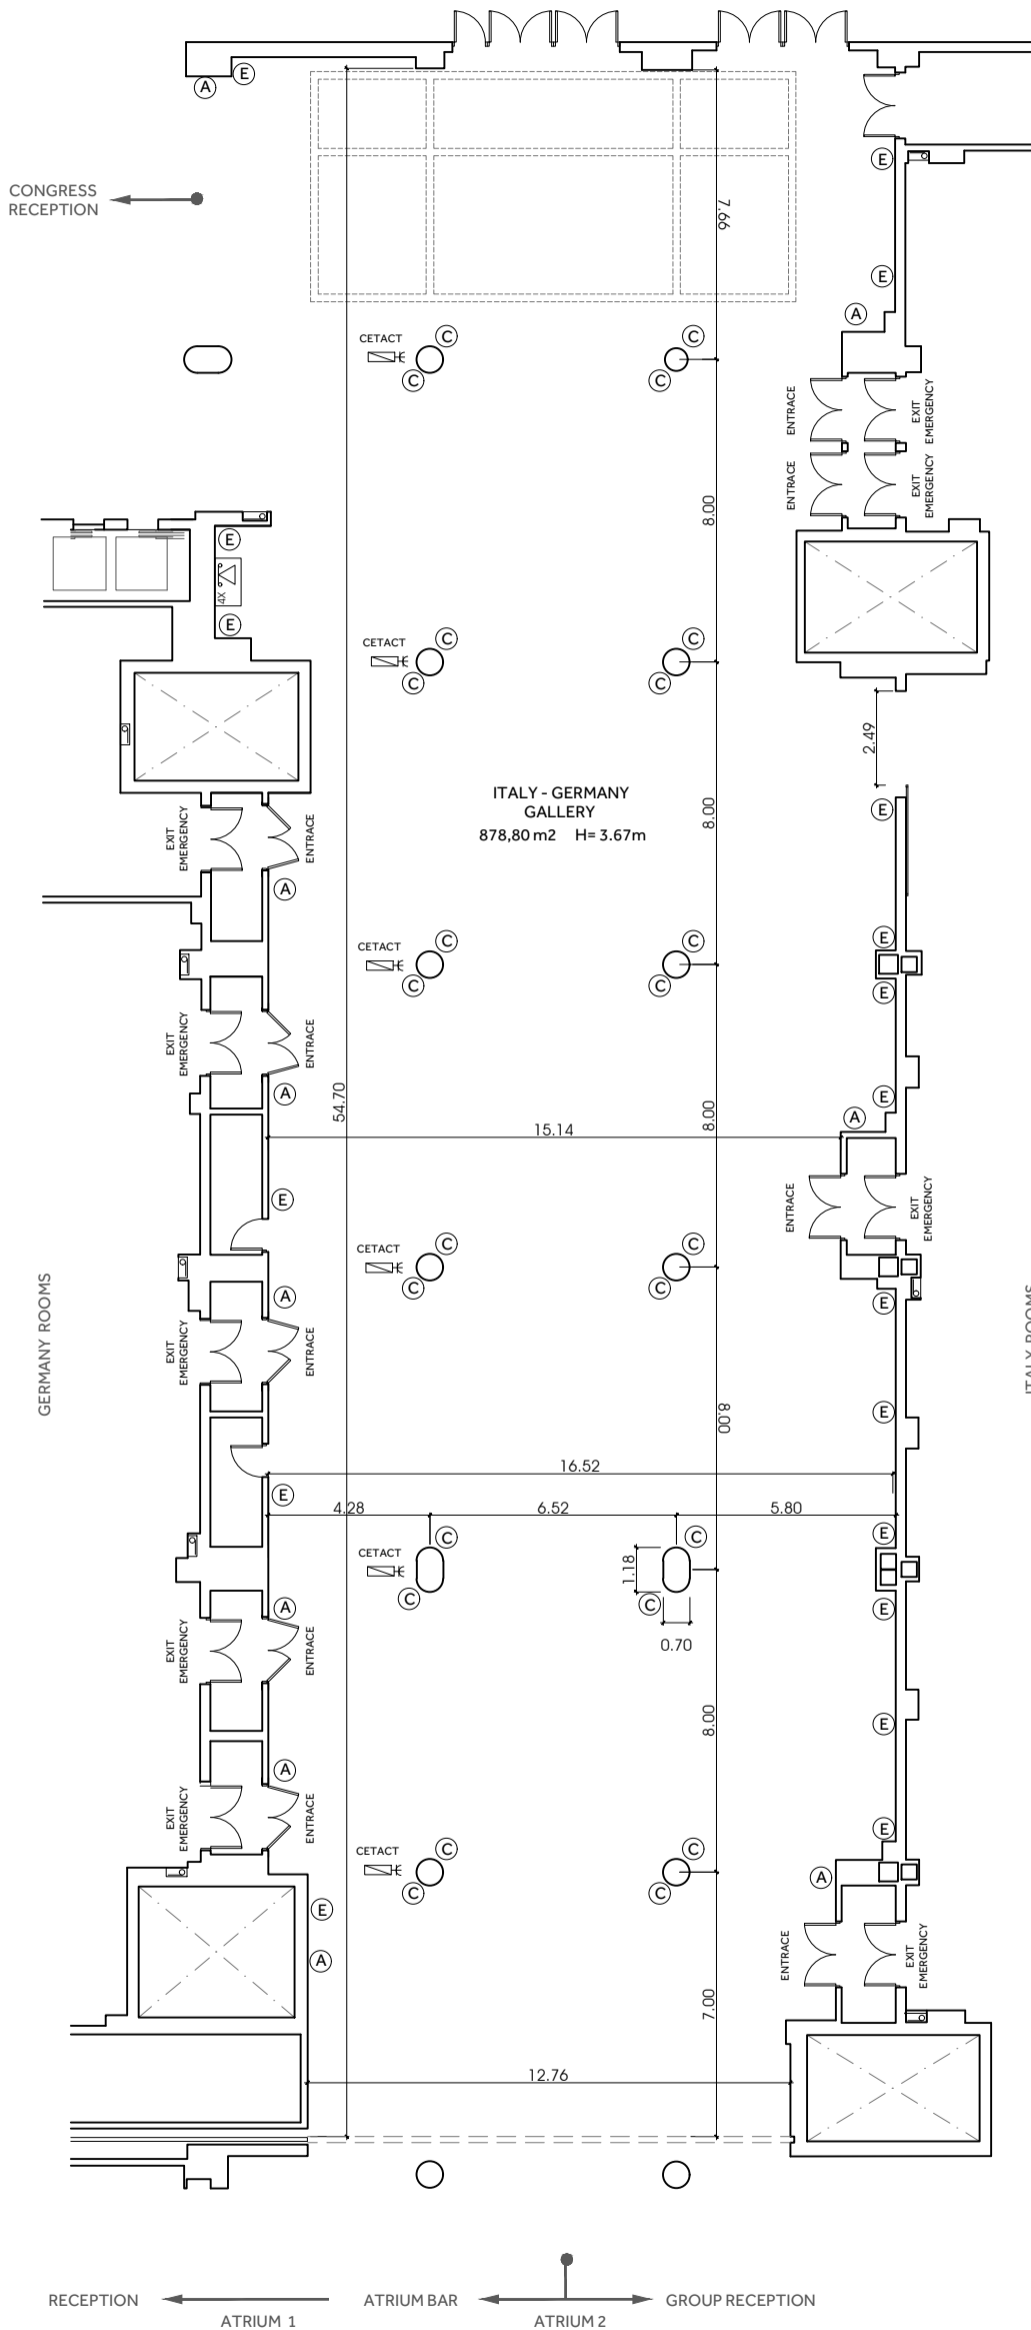 E
A
CONGRESS
RECEPTION
E
7.66
E
A
CETACT
C
C
C
C
ENTRACE
EXIT
EMERGENCY
ENTRACE
EXIT
EMERGENCY
8.00
E
4X
E
CETACT
C
C
C
C
2.49
ITALY - GERMANY
GALLERY
878,80 m2 H= 3.67m
8.00
E
EXIT
EMERGENCY
ENTRACE
A
CETACT
C
C
C
C
E
E
EXIT
EMERGENCY
ENTRACE
A
54.70
8.00
E
A
15.14
E
ENTRACE
EXIT
EMERGENCY
CETACT
C
C
C
C
A
E
GERMANY ROOMS
ITALY ROOMS
EXIT
EMERGENCY
ENTRACE
8.00
E
16.52
E
4.28
6.52
5.80
CETACT
C
C
C
C
1.18
0.70
E
E
A
EXIT
EMERGENCY
ENTRACE
8.00
E
A
EXIT
EMERGENCY
ENTRACE
E
CETACT
C
C
C
C
A
E
A
ENTRACE
EXIT
EMERGENCY
7.00
12.76
RECEPTION
ATRIUM BAR
GROUP RECEPTION
ATRIUM 1
ATRIUM 2